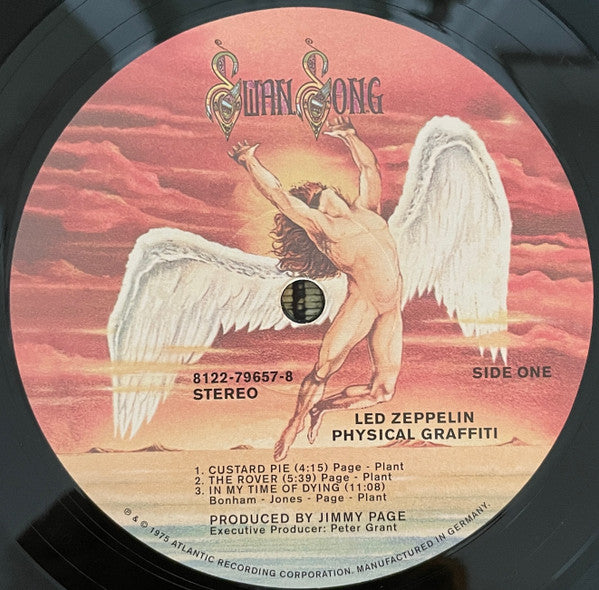 Swan Song
8122-79657-8
STEREO
SIDE ONE
LED ZEPPELIN
PHYSICAL GRAFFITI
1. CUSTARD PIE (4:15) Page - Plant
2. THE ROVER (5:39) Page - Plant
3. IN MY TIME OF DYING (11:08)
Bonham - Jones - Page - Plant
PRODUCED BY JIMMY PAGE
Executive Producer: Peter Grant
℗ & © 1975 ATLANTIC RECORDING CORPORATION. MANUFACTURED IN GERMANY.